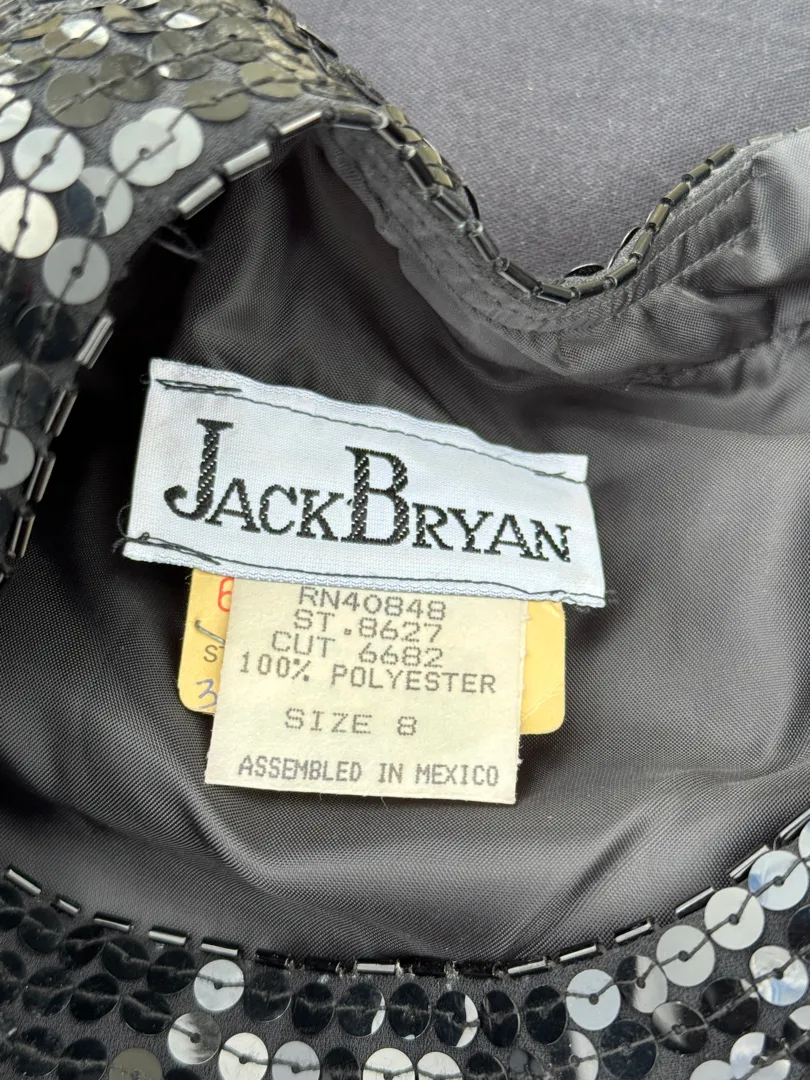 JACKBRYAN
RN40848
ST.8627
CUT 6682
100% POLYESTER
SIZE 8
ASSEMBLED IN MEXICO